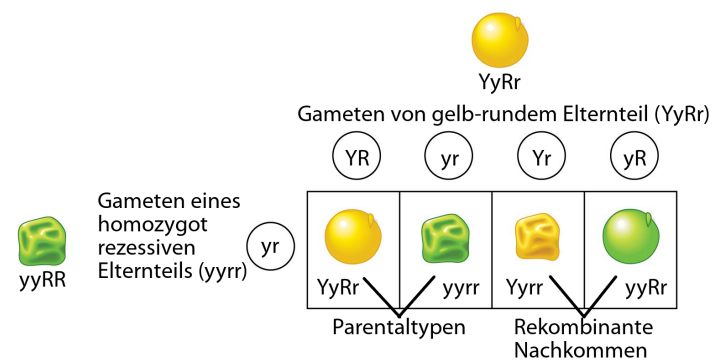 YyRr
Gameten von gelb-rundem Elternteil (YyRr)
YR
yr
Yr
yR
Gameten eines
homozygot
rezessiven
Elternteils (yyrr)
yyRR
yr
YyRr
yyrr
Yyrr
yyRr
Parentaltypen
Rekombinante
Nachkommen